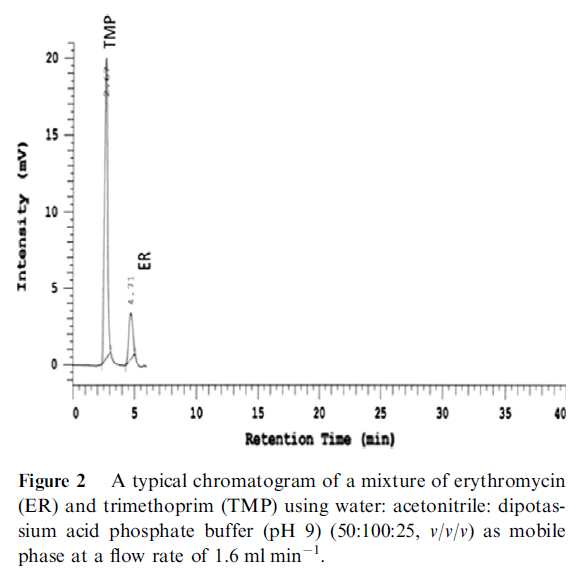 TMP
2.67
20
15
10
5
0
Intensity (mV)
ER
4.71
0 5 10 15 20 25 30 35 40
Retention Time (min)
Figure 2 A typical chromatogram of a mixture of erythromycin
(ER) and trimethoprim (TMP) using water: acetonitrile: dipotas-
sium acid phosphate buffer (pH 9) (50:100:25, v/v/v) as mobile
phase at a flow rate of 1.6 ml min⁻¹.